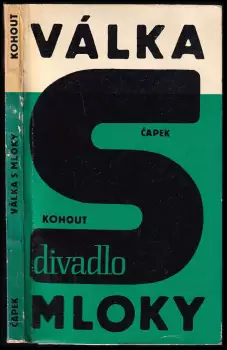 VÁLKA
S
ČAPEK
KOHOUT
divadlo
MLOKY
KOHOUT
VÁLKA S MLOKY
ČAPEK